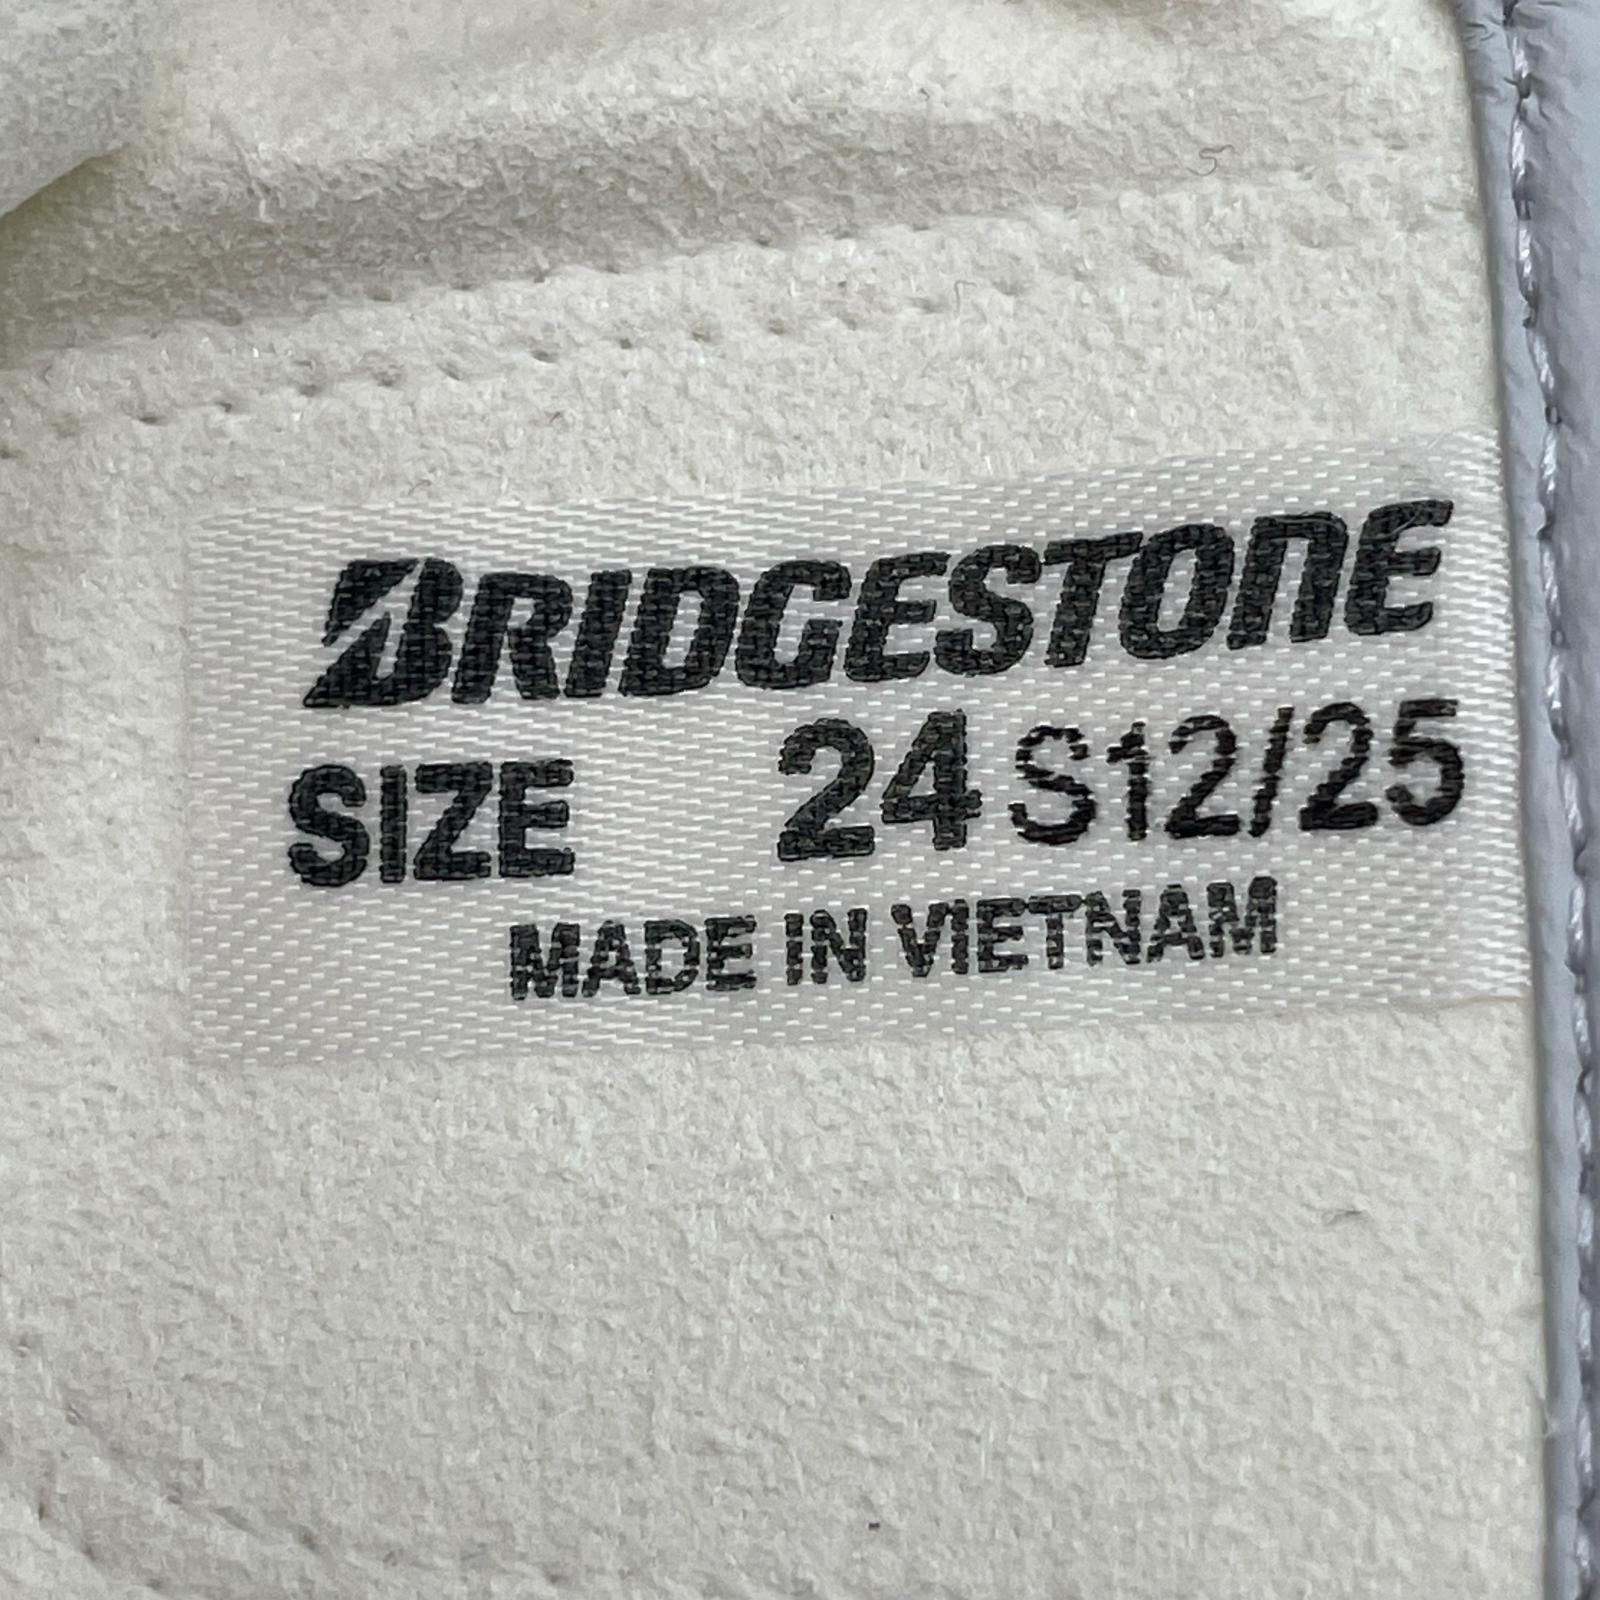 BRIDGESTONE
SIZE 24 S12/25
MADE IN VIETNAM